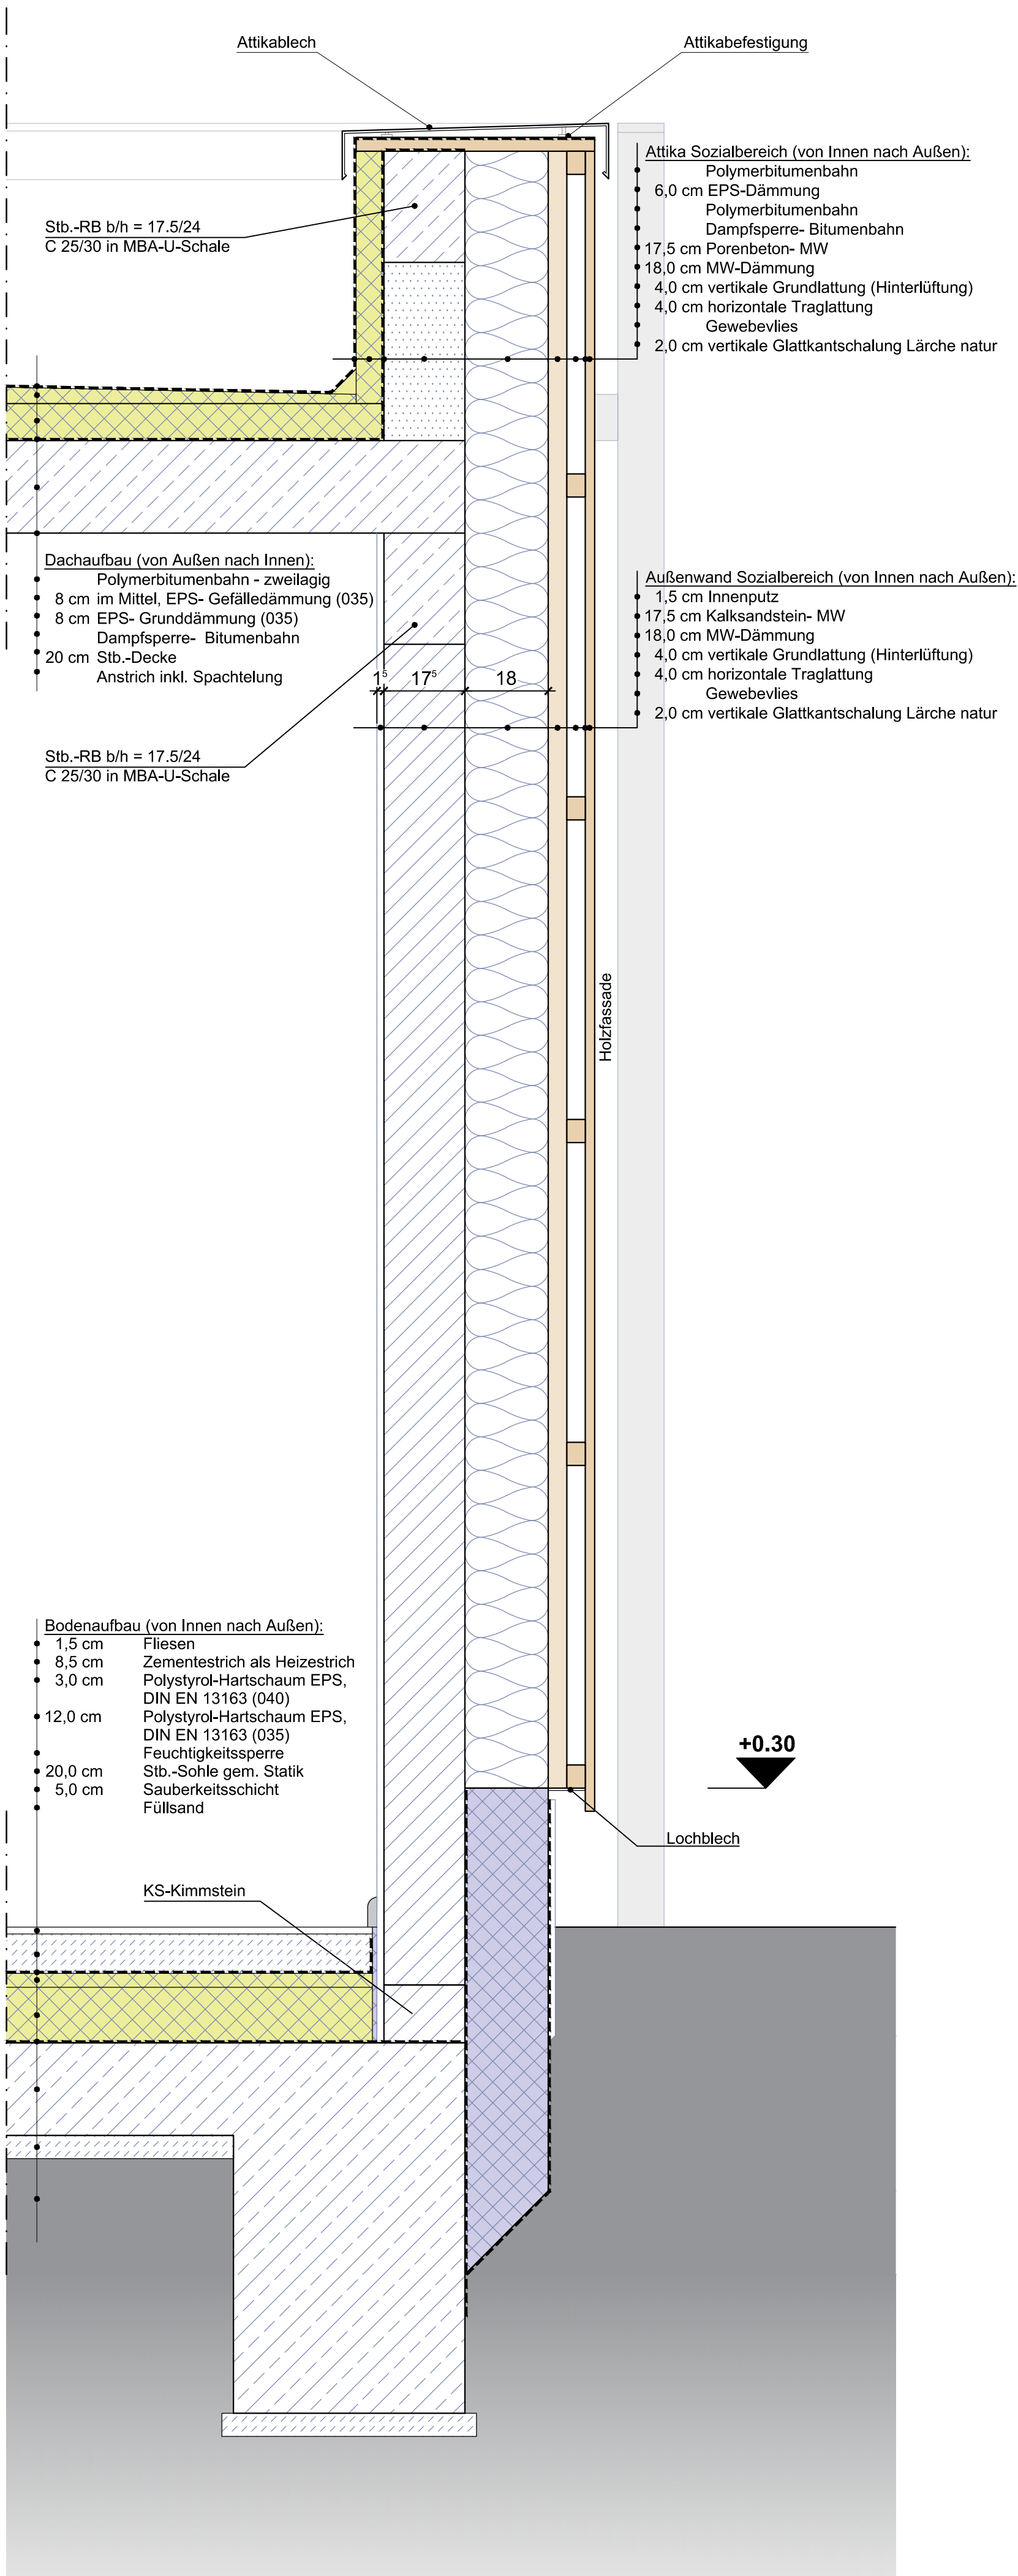 Attikablech
Attikabefestigung
Attika Sozialbereich (von Innen nach Außen):
Polymerbitumenbahn
6,0 cm EPS-Dämmung
Polymerbitumenbahn
Dampfsperre- Bitumenbahn
17,5 cm Porenbeton- MW
18,0 cm MW-Dämmung
4,0 cm vertikale Grundlattung (Hinterlüftung)
4,0 cm horizontale Traglattung
Gewebevlies
2,0 cm vertikale Glattkantschalung Lärche natur
Stb.-RB b/h = 17.5/24
C 25/30 in MBA-U-Schale
Dachaufbau (von Außen nach Innen):
Polymerbitumenbahn - zweilagig
8 cm im Mittel, EPS- Gefälledämmung (035)
8 cm EPS- Grunddämmung (035)
Dampfsperre- Bitumenbahn
20 cm Stb.-Decke
Anstrich inkl. Spachtelung
Außenwand Sozialbereich (von Innen nach Außen):
1,5 cm Innenputz
17,5 cm Kalksandstein- MW
18,0 cm MW-Dämmung
4,0 cm vertikale Grundlattung (Hinterlüftung)
4,0 cm horizontale Traglattung
Gewebevlies
2,0 cm vertikale Glattkantschalung Lärche natur
1⁵ 17⁵ 18
Stb.-RB b/h = 17.5/24
C 25/30 in MBA-U-Schale
Holzfassade
Bodenaufbau (von Innen nach Außen):
1,5 cm Fliesen
8,5 cm Zementestrich als Heizestrich
3,0 cm Polystyrol-Hartschaum EPS,
DIN EN 13163 (040)
12,0 cm Polystyrol-Hartschaum EPS,
DIN EN 13163 (035)
Feuchtigkeitssperre
20,0 cm Stb.-Sohle gem. Statik
5,0 cm Sauberkeitsschicht
Füllsand
+0.30
Lochblech
KS-Kimmstein